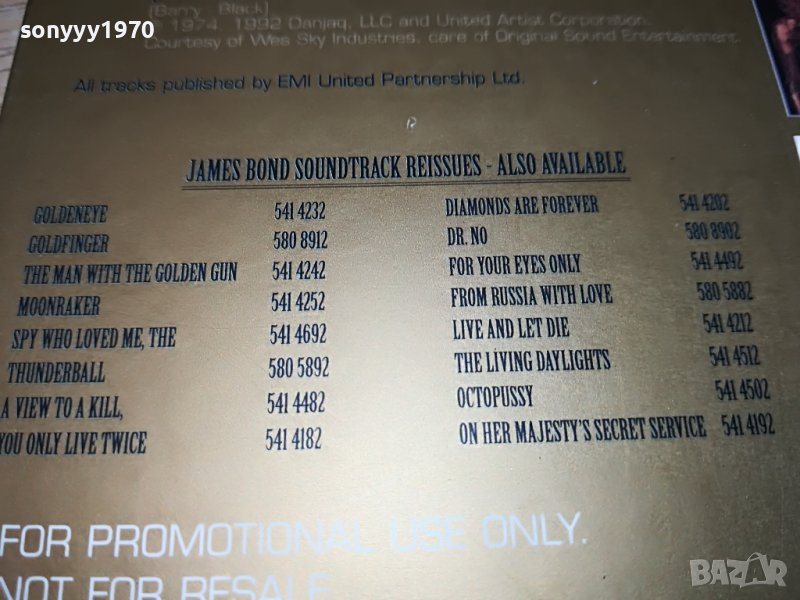 sonyyy1970
[Barry Black]
© 1974, 1992 Danjaq, LLC and United Artist Corporation.
Courtesy of Wes Sky Industries, care of Original Sound Entertainment.
All tracks published by EMI United Partnership Ltd.
JAMES BOND SOUNDTRACK REISSUES - ALSO AVAILABLE
GOLDENEYE 541 4232
GOLDFINGER 580 8912
THE MAN WITH THE GOLDEN GUN 541 4242
MOONRAKER 541 4252
SPY WHO LOVED ME, THE 541 4692
THUNDERBALL 580 5892
A VIEW TO A KILL, 541 4482
YOU ONLY LIVE TWICE 541 4182
DIAMONDS ARE FOREVER 541 4202
DR. NO 580 8902
FOR YOUR EYES ONLY 541 4492
FROM RUSSIA WITH LOVE 580 5882
LIVE AND LET DIE 541 4212
THE LIVING DAYLIGHTS 541 4512
OCTOPUSSY 541 4502
ON HER MAJESTY'S SECRET SERVICE 541 4192
FOR PROMOTIONAL USE ONLY.
NOT FOR RESALE
BAZAR